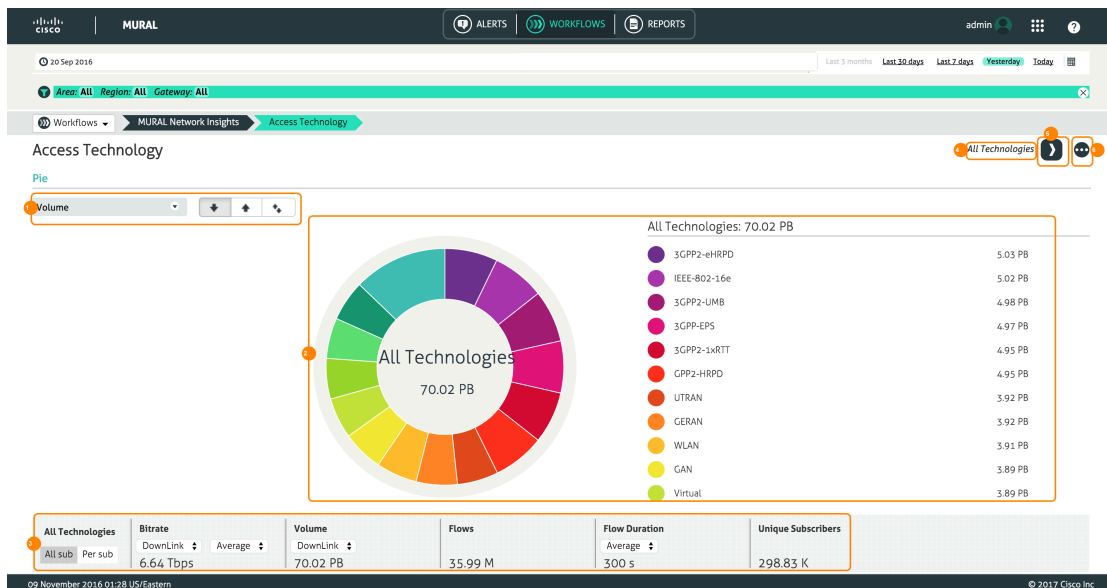 CISCO MURAL ALERTS WORKFLOWS REPORTS admin ?
20 Sep 2016 Last 3 months Last 30 days Last 7 days Yesterday Today
Area: All Region: All Gateway: All
Workflows MURAL Network Insights Access Technology
5
Access Technology 4 All Technologies
Pie
1 Volume
All Technologies: 70.02 PB
3GPP2-eHRPD 5.03 PB
IEEE-802-16e 5.02 PB
3GPP2-UMB 4.98 PB
3GPP-EPS 4.97 PB
3GPP2-1xRTT 4.95 PB
GPP2-HRPD 4.95 PB
UTRAN 3.92 PB
GERAN 3.92 PB
WLAN 3.91 PB
GAN 3.89 PB
Virtual 3.89 PB
2 All Technologies
70.02 PB
3
All Technologies Bitrate Volume Flows Flow Duration Unique Subscribers
All sub Per sub DownLink Average DownLink Average
6.64 Tbps 70.02 PB 35.99 M 300 s 298.83 K
09 November 2016 01:28 US/Eastern © 2017 Cisco Inc